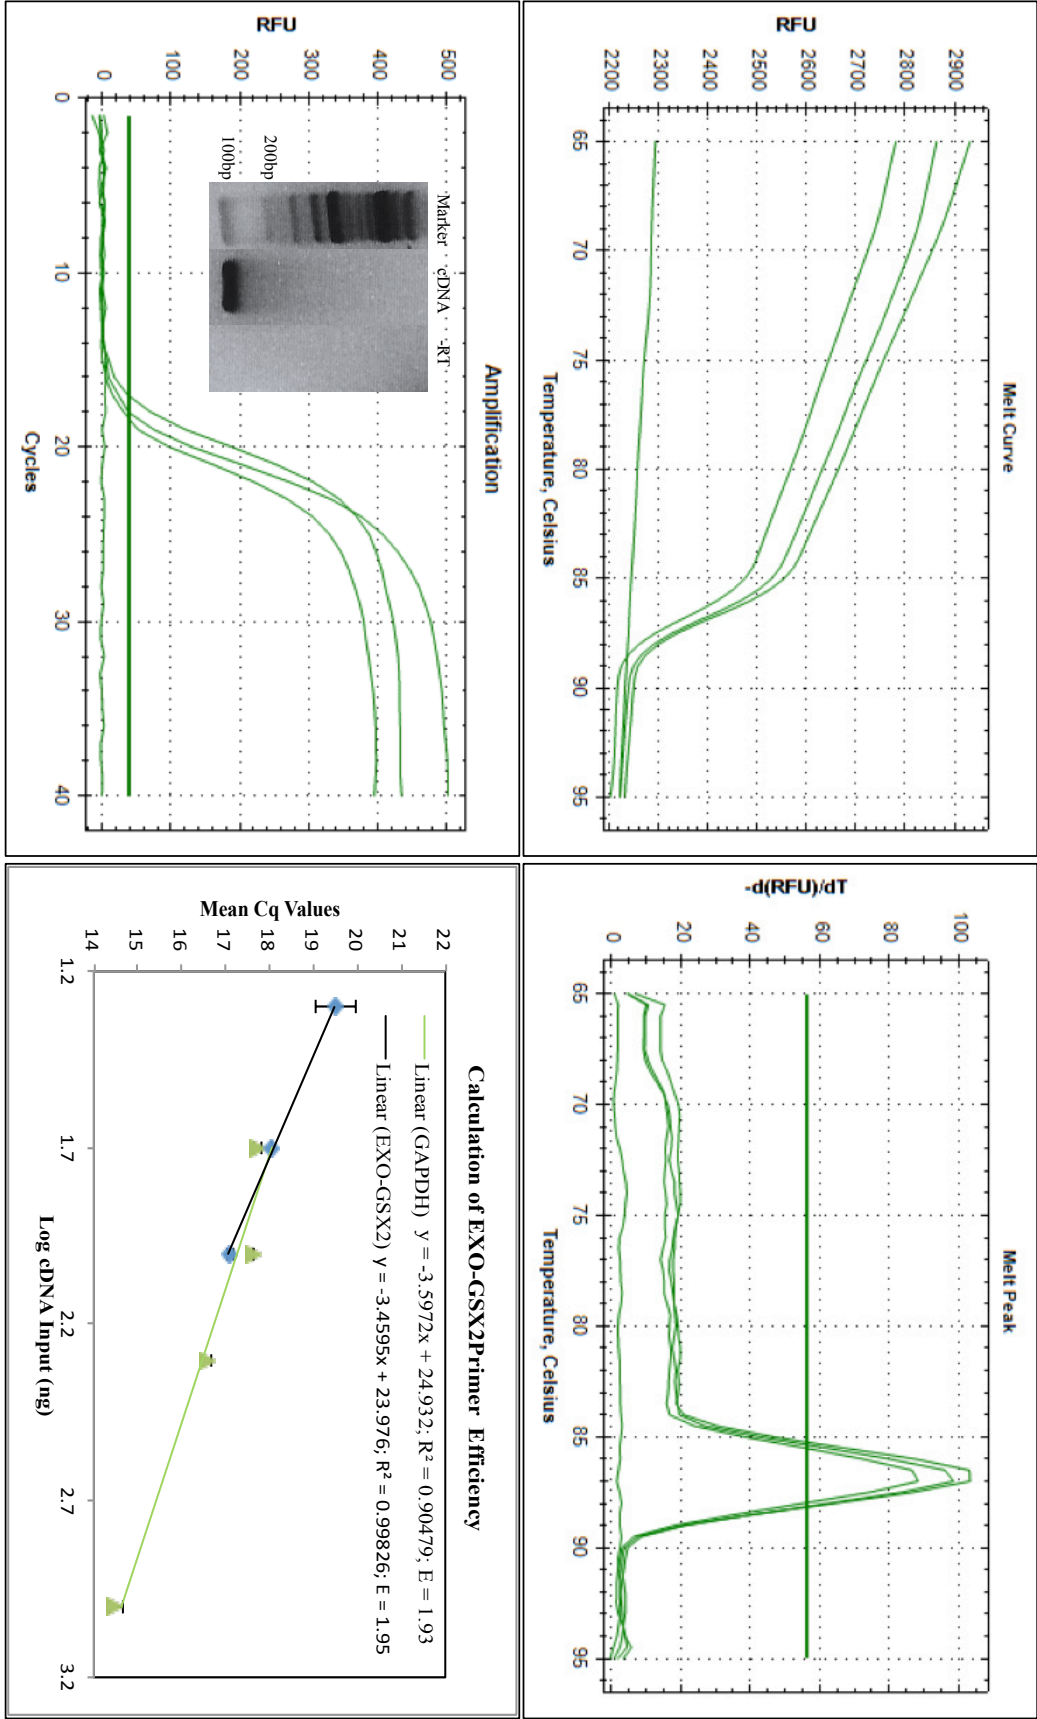 Amplification
RFU
500
400
300
200
100
0
0
10
20
30
40
Cycles
Marker
cDNA
-RT
200bp
100bp
Melt Curve
RFU
2900
2800
2700
2600
2500
2400
2300
2200
65
70
75
80
85
90
95
Temperature, Celsius
Calculation of EXO-GSX2Primer Efficiency
Linear (GAPDH) y = -3.5972x + 24.932; R² = 0.90479; E = 1.93
Linear (EXO-GSX2) y = -3.4595x + 23.976; R² = 0.99826; E = 1.95
Mean Cq Values
22
21
20
19
18
17
16
15
14
1.2
1.7
2.2
2.7
3.2
Log cDNA Input (ng)
Melt Peak
-d(RFU)/dT
100
80
60
40
20
0
65
70
75
80
85
90
95
Temperature, Celsius